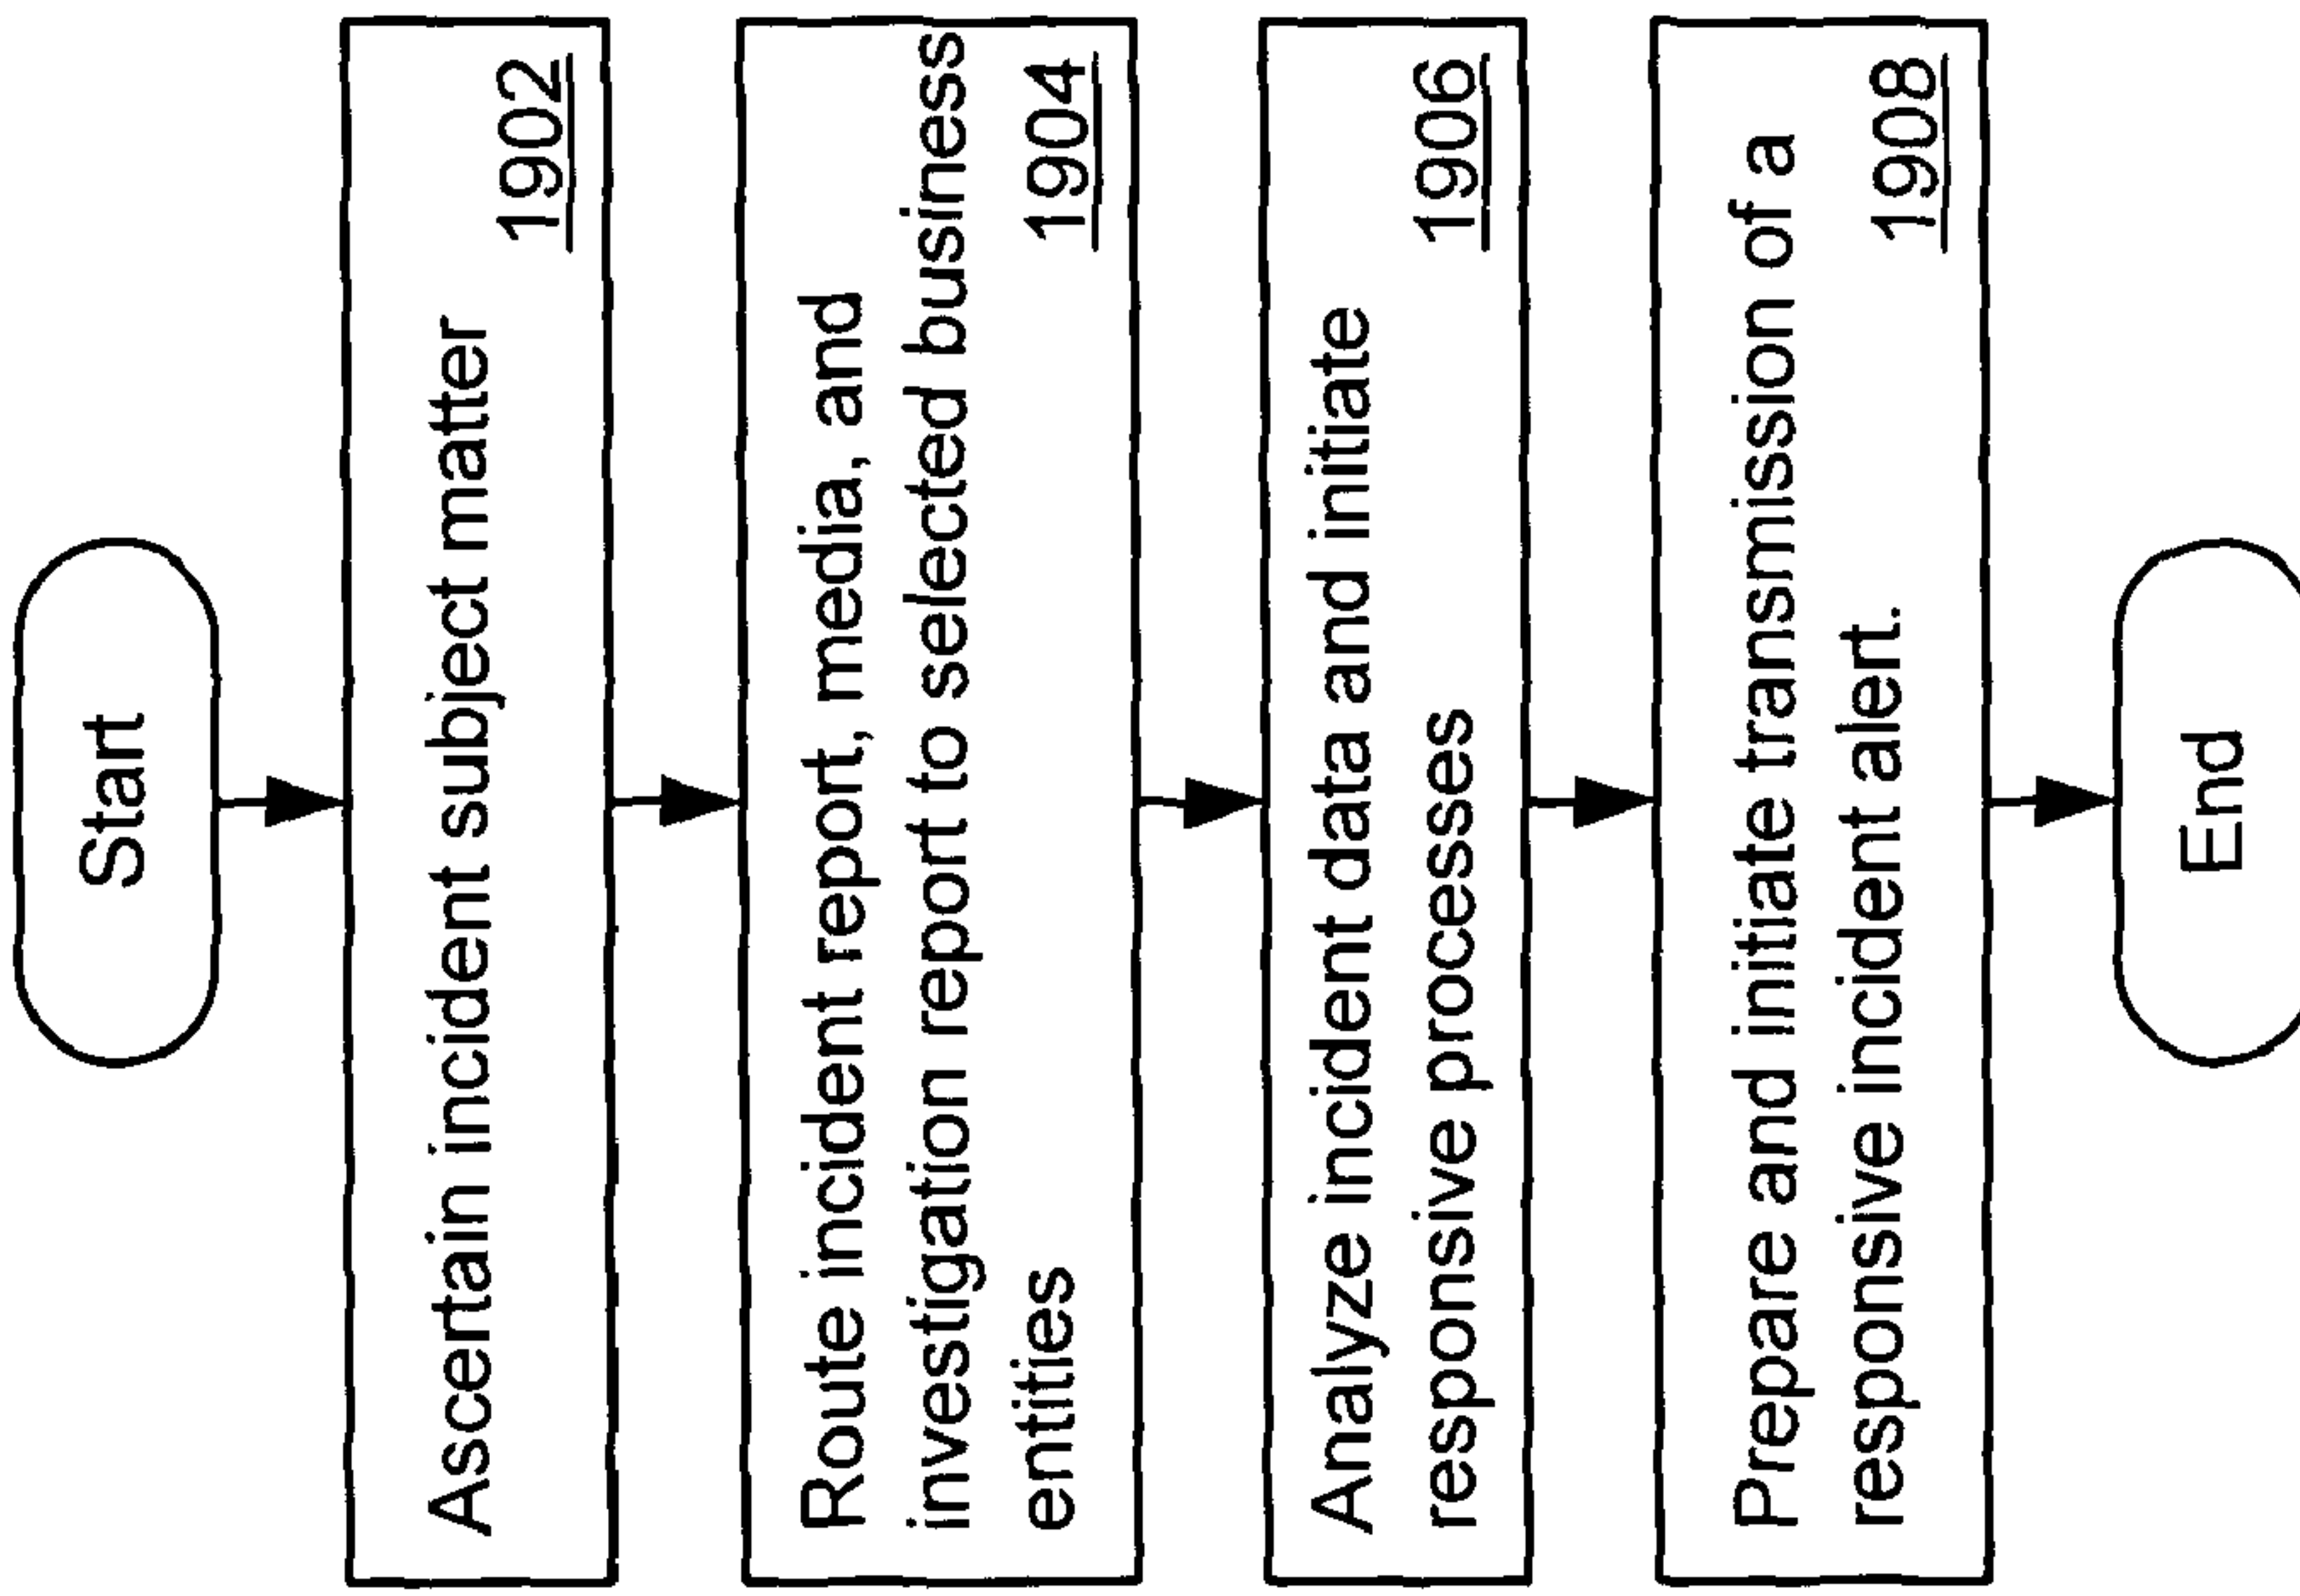 Start
Ascertain incident subject matter
1902
Route incident report, media, and
investigation report to selected business
entities
1904
Analyze incident data and initiate
responsive processes
1906
Prepare and initiate transmission of a
responsive incident alert.
1908
End